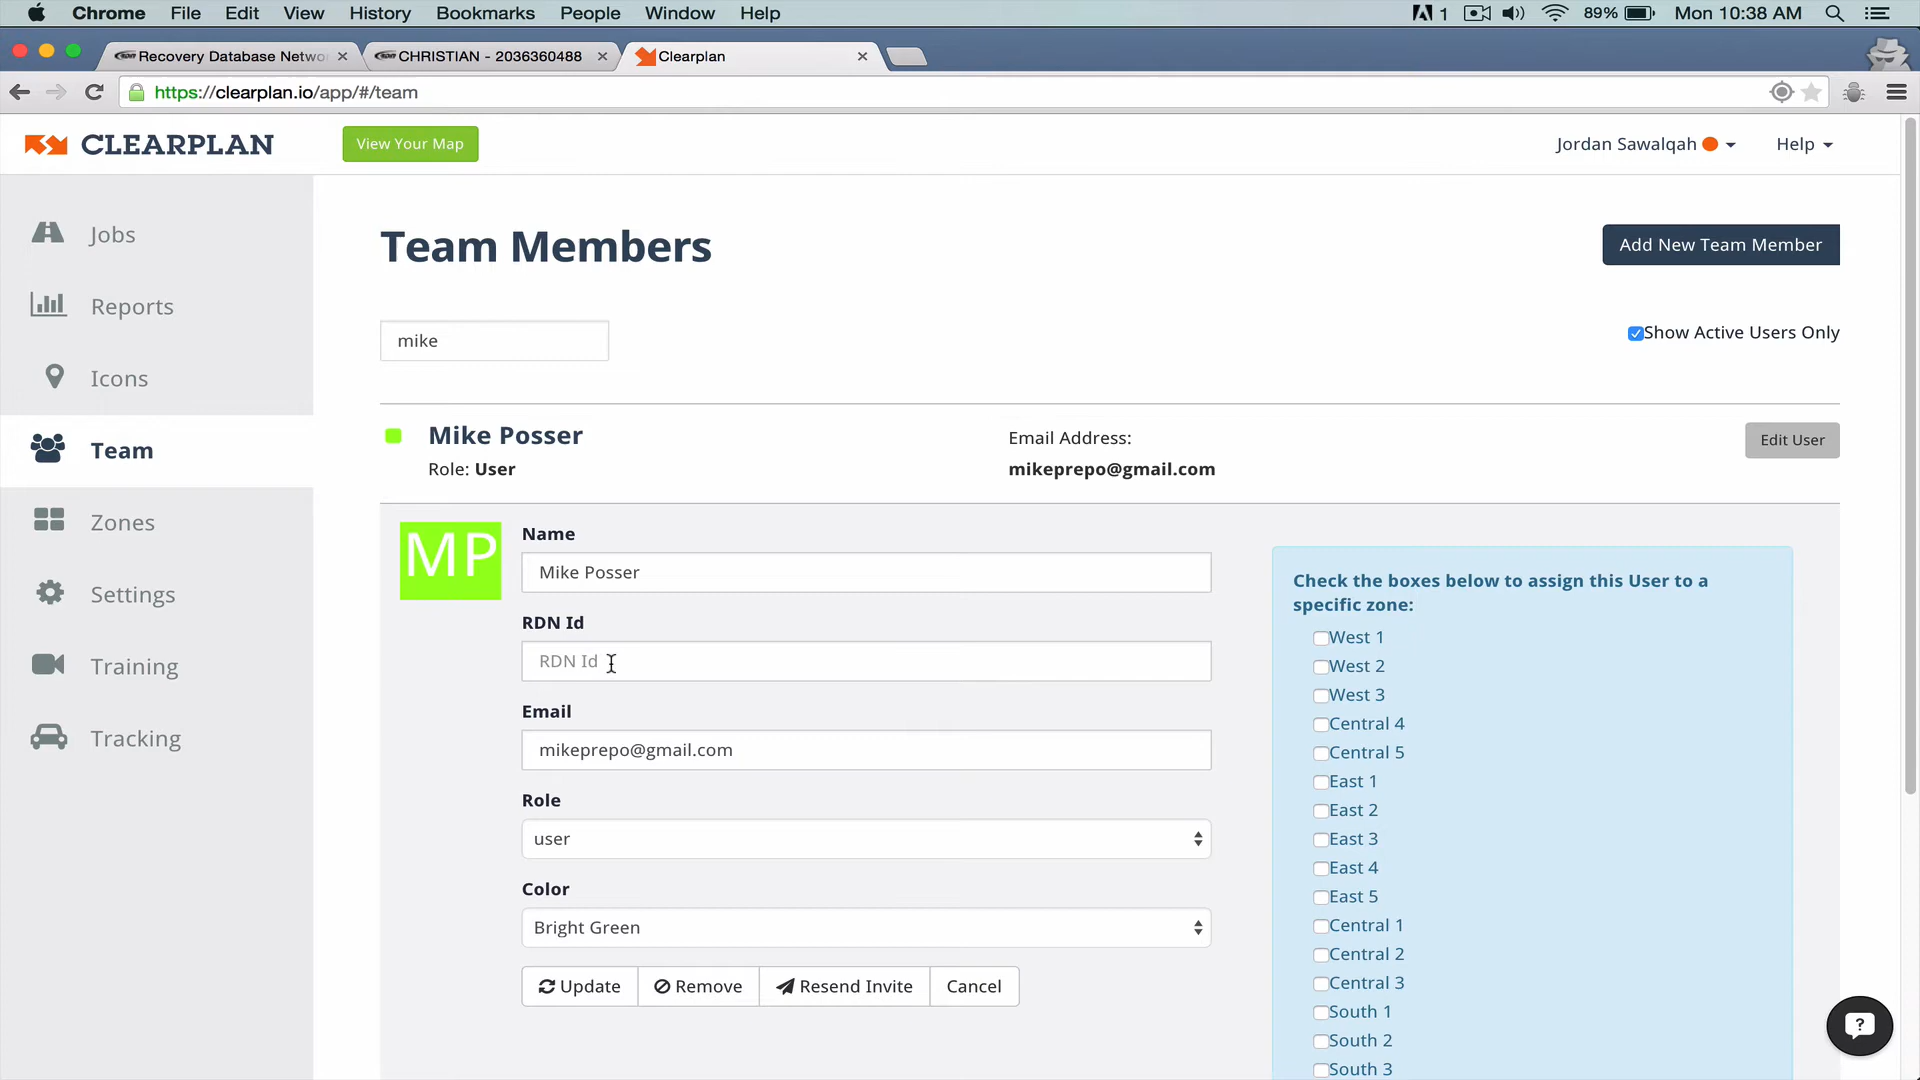 Chrome File Edit View History Bookmarks People Window Help 1 89% Mon 10:38 AM
Recovery Database Netwo CHRISTIAN - 2036360488 Clearplan
https://clearplan.io/app/#/team
CLEARPLAN View Your Map Jordan Sawalqah Help
Jobs
Reports
Icons
Team
Zones
Settings
Training
Tracking
Team Members
Add New Team Member
mike
Show Active Users Only
Mike Posser
Role: User
Email Address:
mikeprepo@gmail.com
Edit User
MP
Name
Mike Posser
RDN Id
RDN Id
Email
mikeprepo@gmail.com
Role
user
Color
Bright Green
Update Remove Resend Invite Cancel
Check the boxes below to assign this User to a
specific zone:
West 1
West 2
West 3
Central 4
Central 5
East 1
East 2
East 3
East 4
East 5
Central 1
Central 2
Central 3
South 1
South 2
South 3